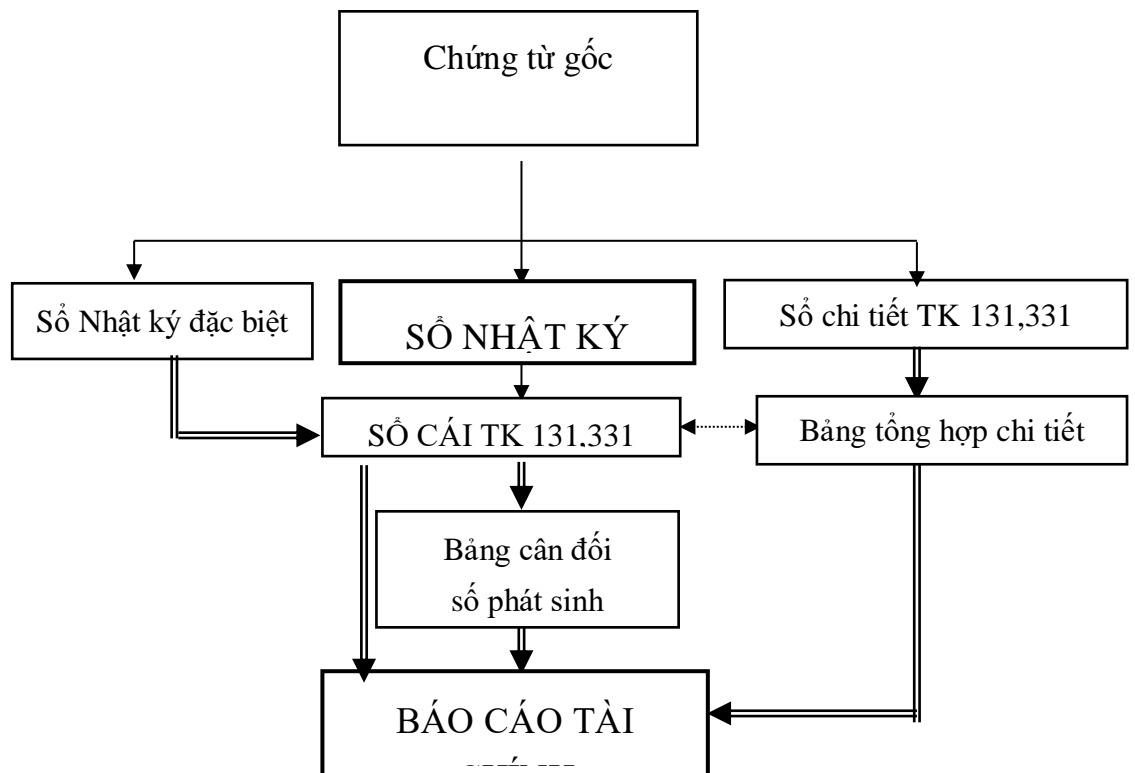 Chứng từ gốc
Sổ Nhật ký đặc biệt
SỔ NHẬT KÝ
Sổ chi tiết TK 131,331
SỔ CÁI TK 131,331
Bảng tổng hợp chi tiết
Bảng cân đối
số phát sinh
BÁO CÁO TÀI